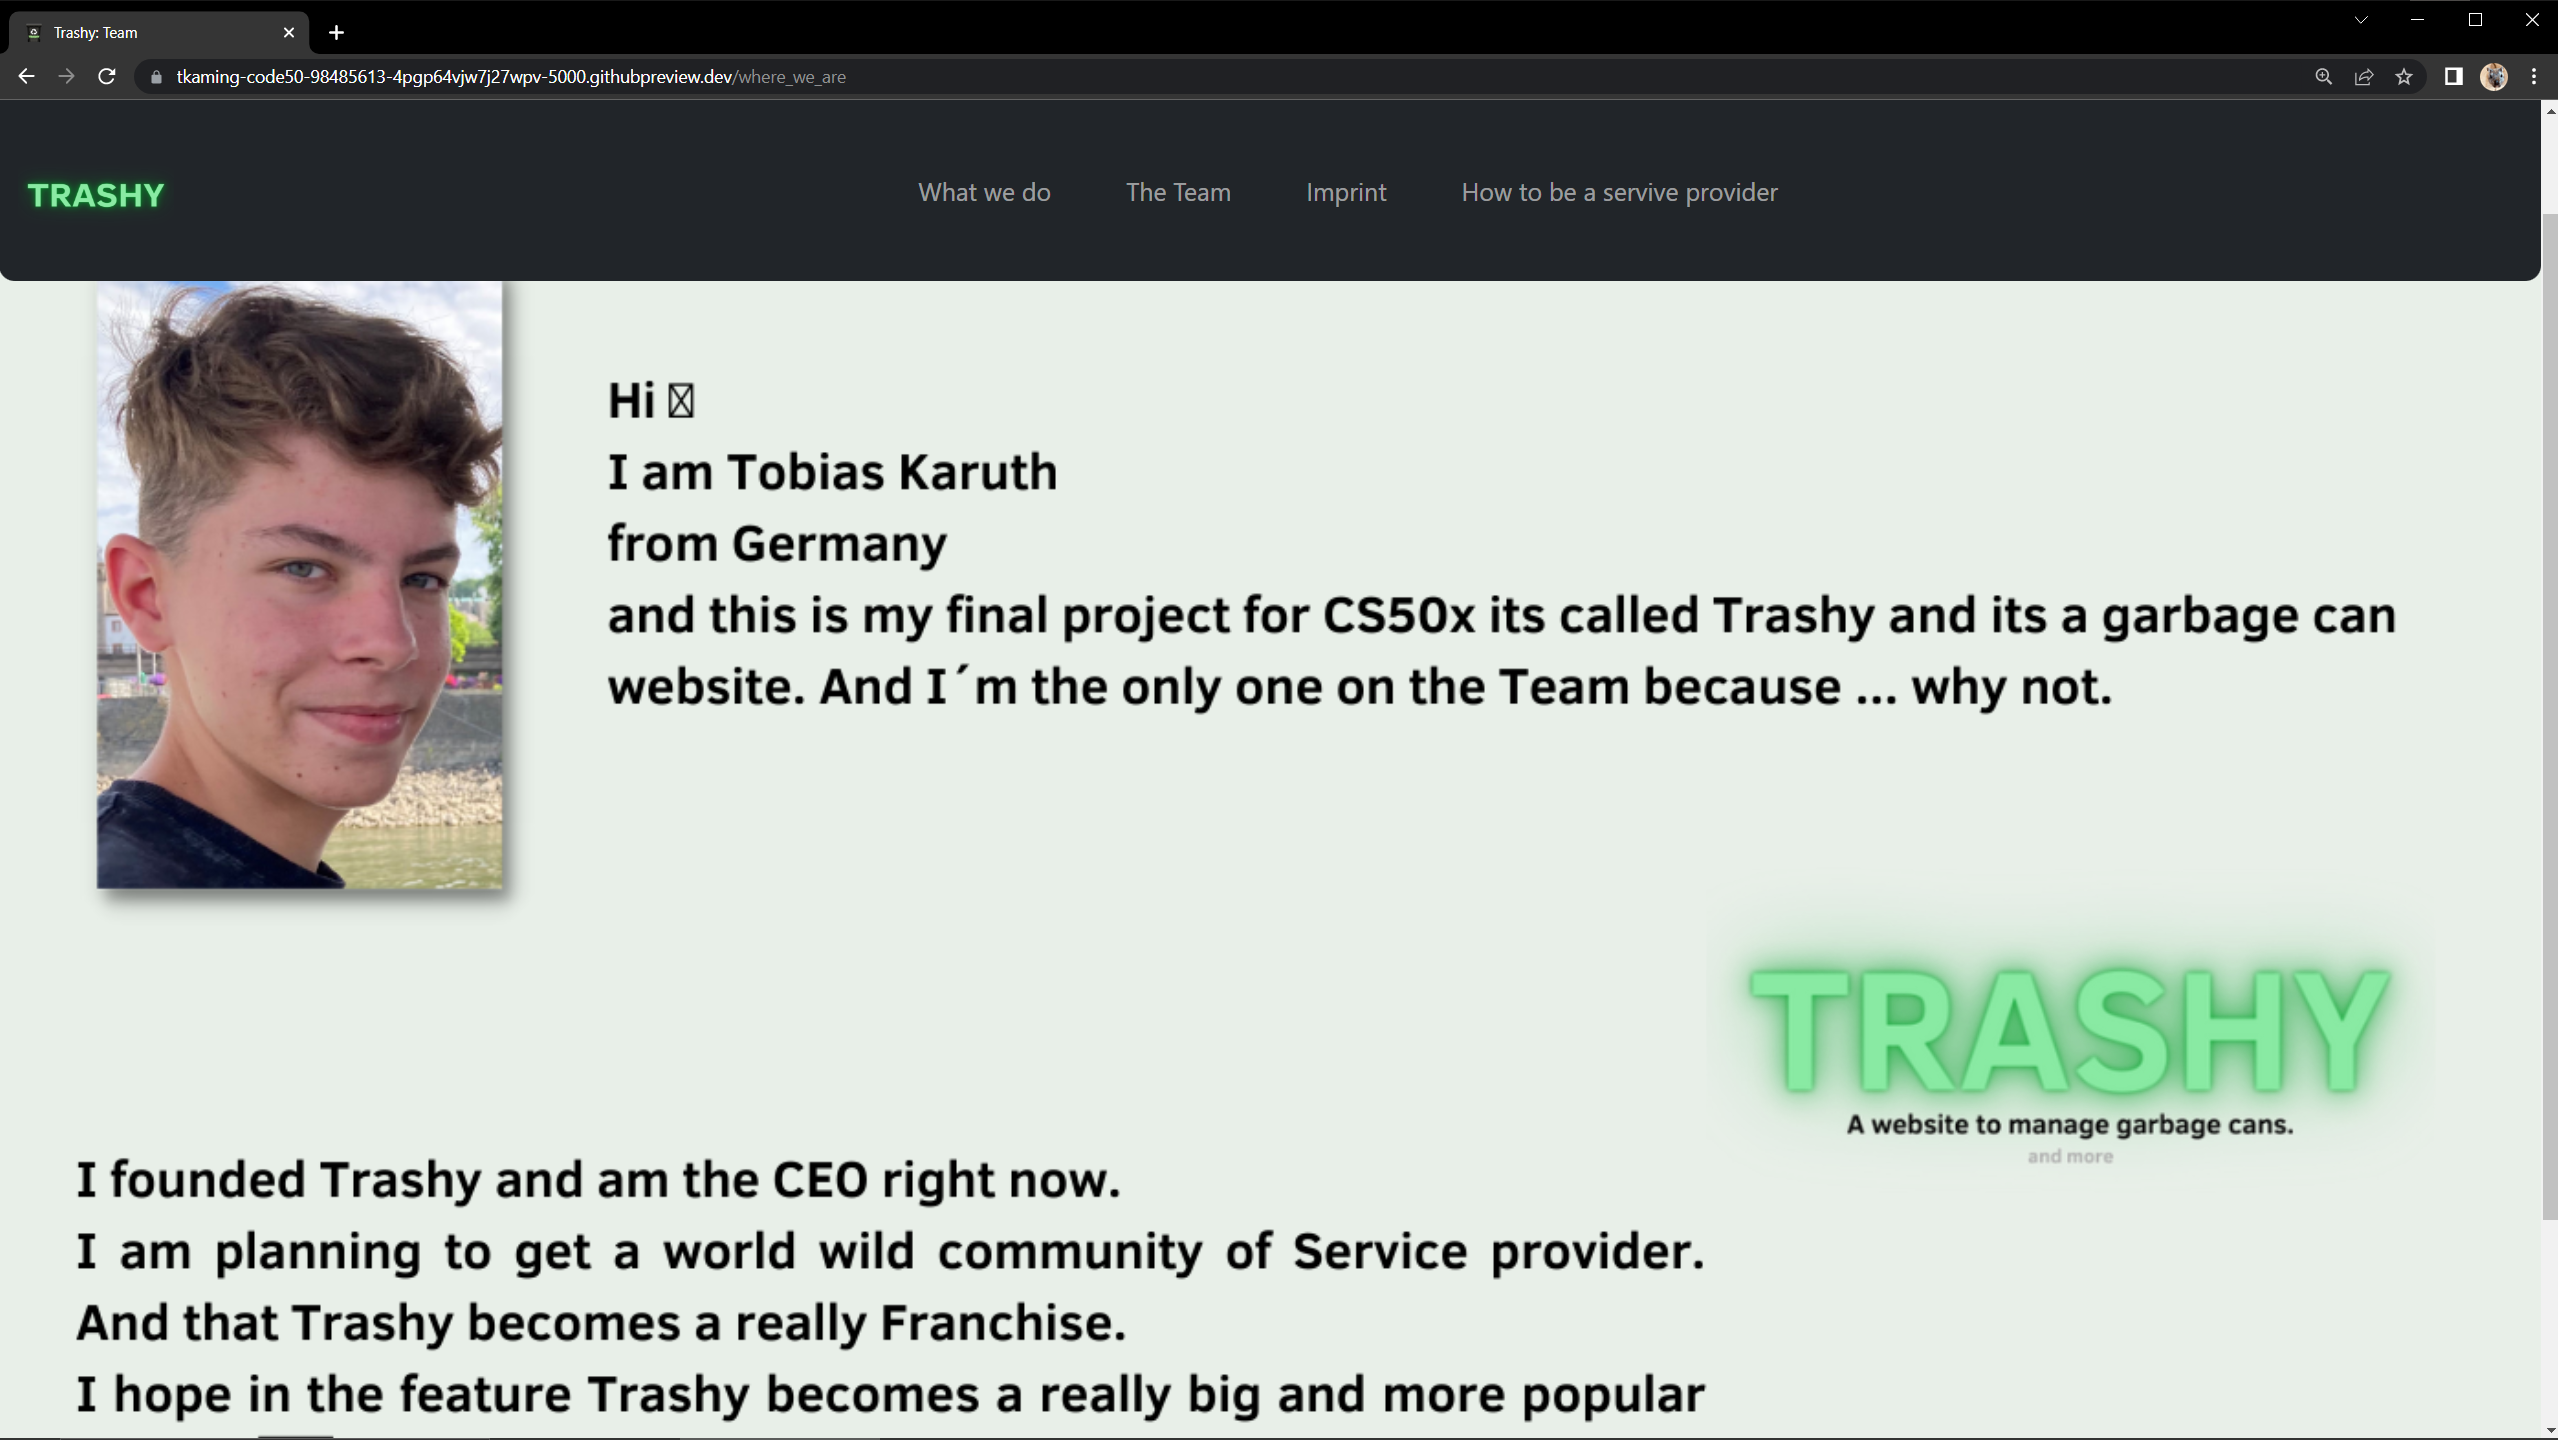 Trashy: Team
tkaming-code50-98485613-4pgp64vjw7j27wpv-5000.githubpreview.dev/where_we_are
TRASHY
What we do
The Team
Imprint
How to be a servive provider
Hi
I am Tobias Karuth
from Germany
and this is my final project for CS50x its called Trashy and its a garbage can
website. And I´m the only one on the Team because ... why not.
TRASHY
A website to manage garbage cans.
and more
I founded Trashy and am the CEO right now.
I am planning to get a world wild community of Service provider.
And that Trashy becomes a really Franchise.
I hope in the feature Trashy becomes a really big and more popular